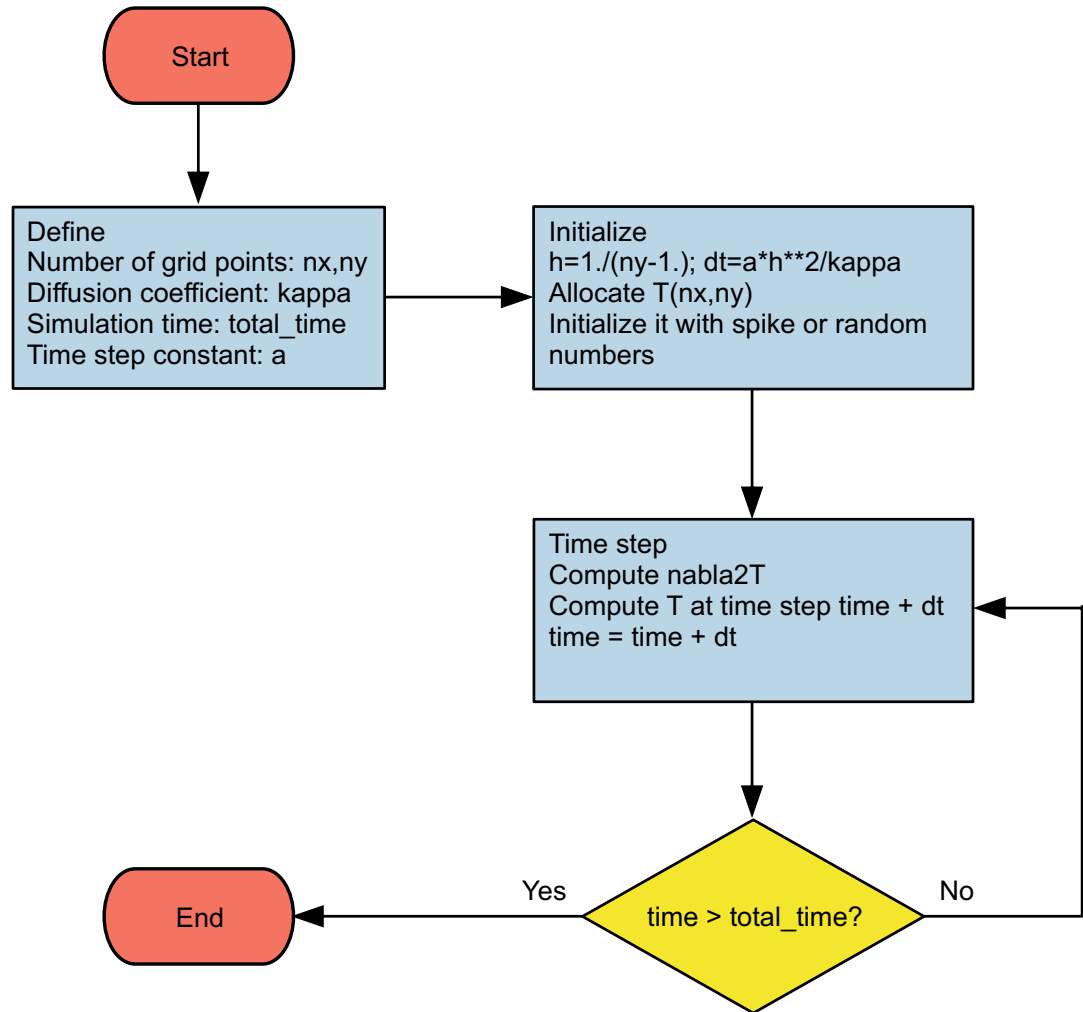 Start
Define
Number of grid points: nx,ny
Diffusion coefficient: kappa
Simulation time: total_time
Time step constant: a
Initialize
h=1./(ny-1.); dt=a*h**2/kappa
Allocate T(nx,ny)
Initialize it with spike or random
numbers
Time step
Compute nabla2T
Compute T at time step time + dt
time = time + dt
time > total_time?
Yes
No
End